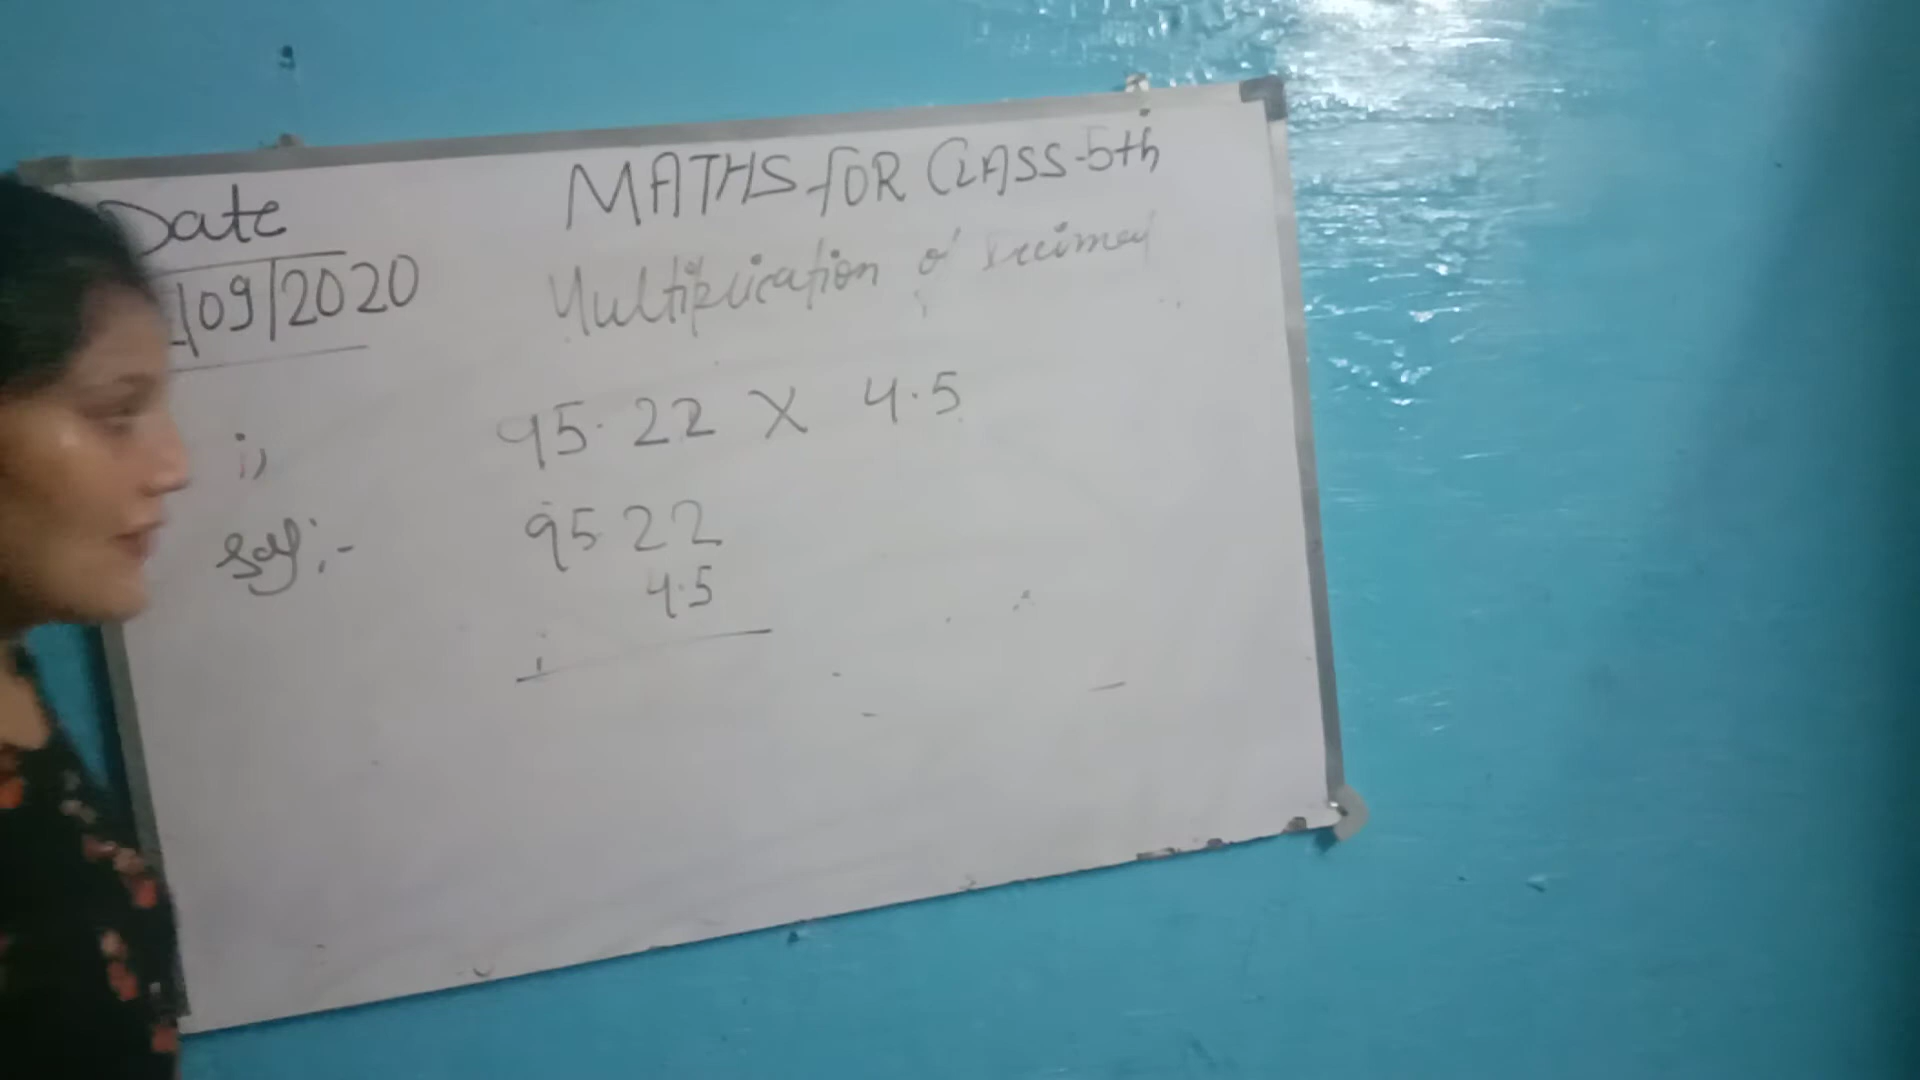 Date
MATHS FOR CLASS-5th
/09/2020
Multiplication of Decimal
i)
95.22 X 4.5
Sol:-
95.22
4.5